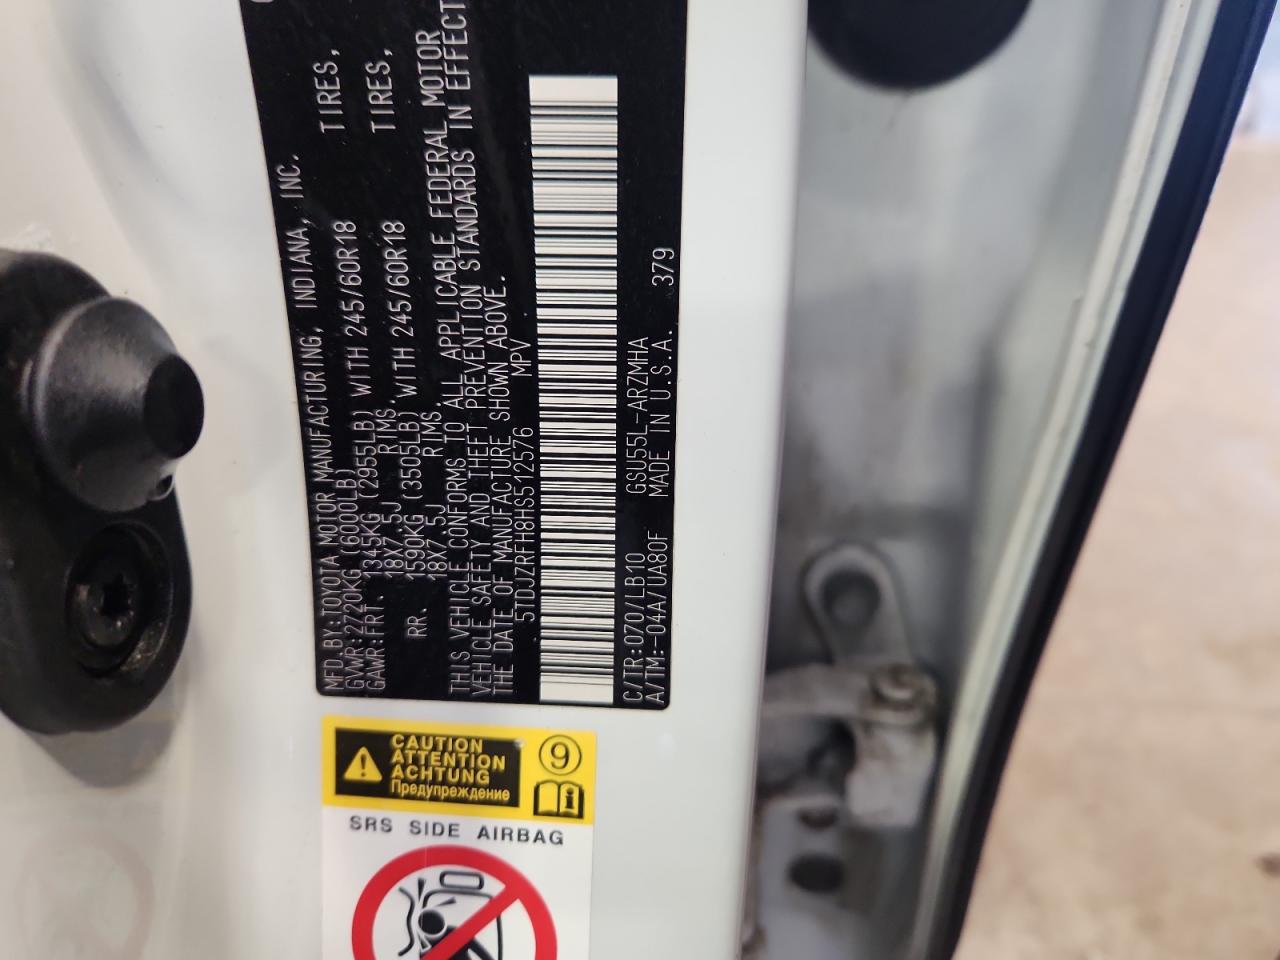 MFD.BY:TOYOTA MOTOR MANUFACTURING, INDIANA, INC.
GVWR:2720KG (6000LB)
GAWR:FRT. 1345KG (2955LB) WITH 245/60R18 TIRES,
18X7.5J RIMS,
RR. 1590KG (3505LB) WITH 245/60R18 TIRES,
18X7.5J RIMS.
THIS VEHICLE CONFORMS TO ALL APPLICABLE FEDERAL MOTOR
VEHICLE SAFETY AND THEFT PREVENTION STANDARDS IN EFFECT
THE DATE OF MANUFACTURE SHOWN ABOVE.
5TDJZRFH8HS512576 MPV
C/TR:070/LB10 GSU55L-ARZMHA
A/TM:-04A/UA80F MADE IN U.S.A. 379
CAUTION
ATTENTION
ACHTUNG
Предупреждение
9
i
SRS SIDE AIRBAG